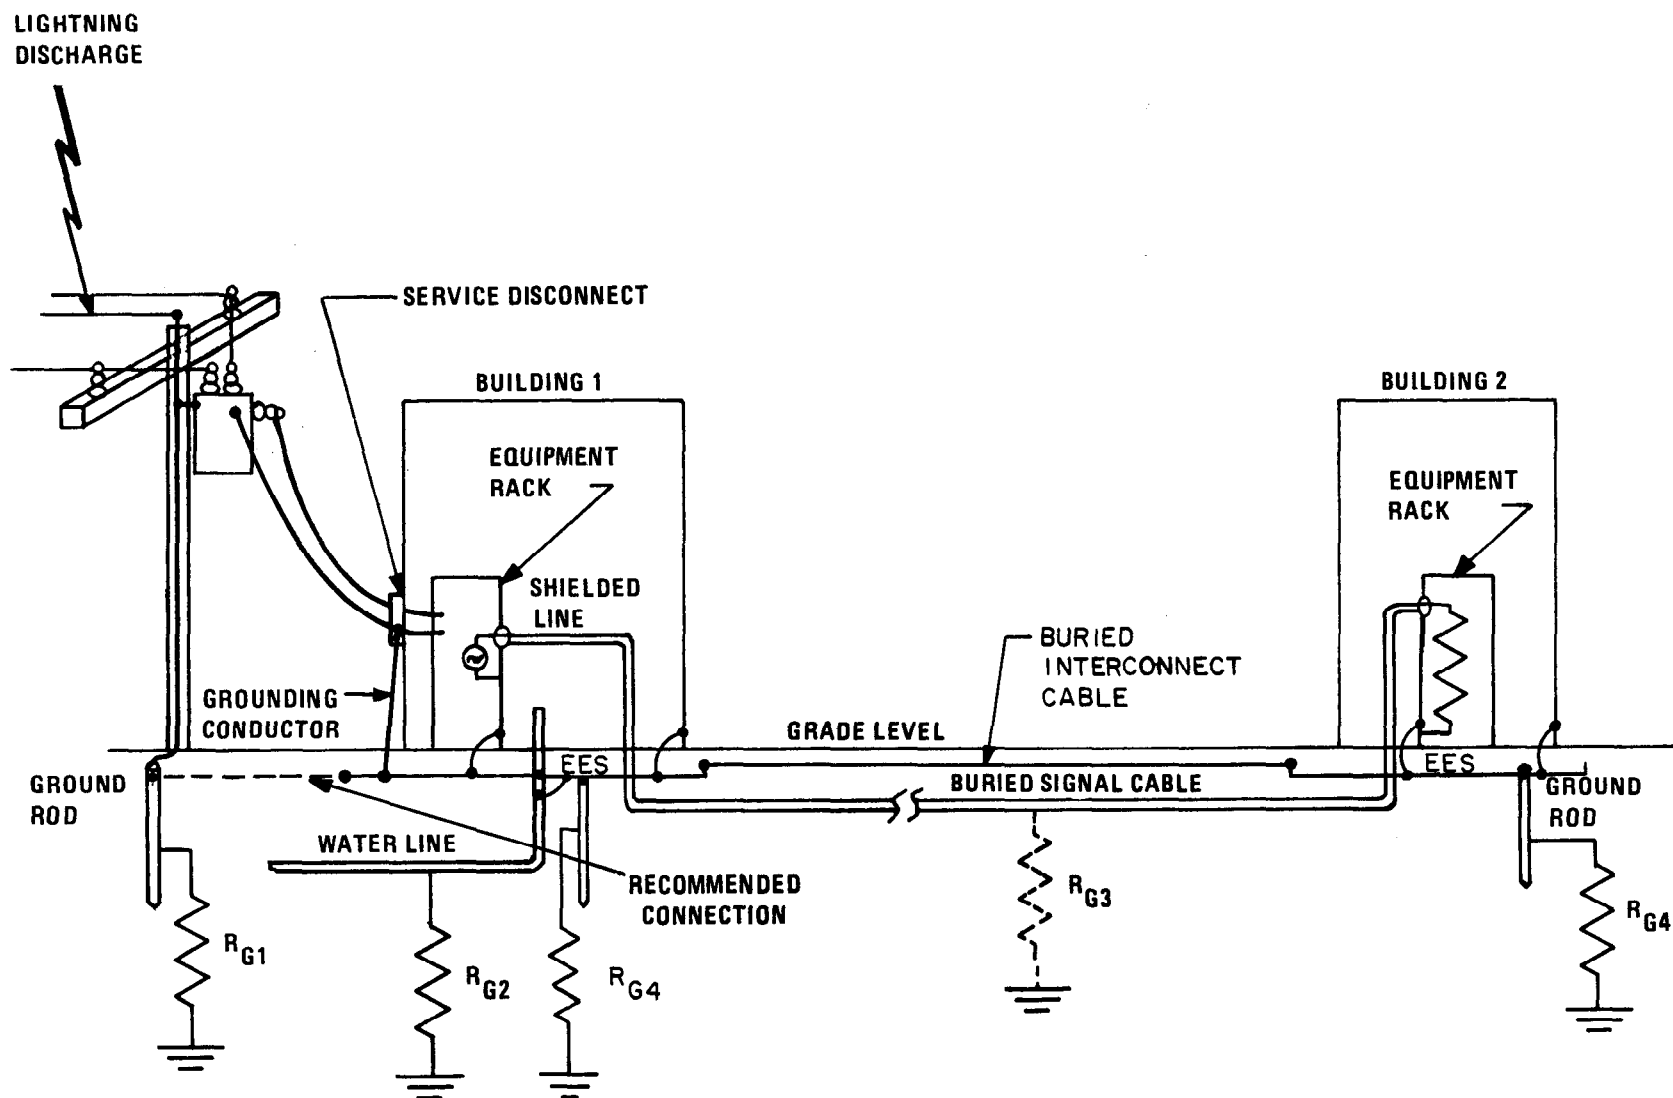 LIGHTNING
DISCHARGE
SERVICE DISCONNECT
BUILDING 1
BUILDING 2
EQUIPMENT
RACK
EQUIPMENT
RACK
SHIELDED
LINE
BURIED
INTERCONNECT
CABLE
GROUNDING
CONDUCTOR
GRADE LEVEL
GROUND
ROD
EES
BURIED SIGNAL CABLE
EES
GROUND
ROD
WATER LINE
RECOMMENDED
CONNECTION
RG1
RG2
RG4
RG3
RG4